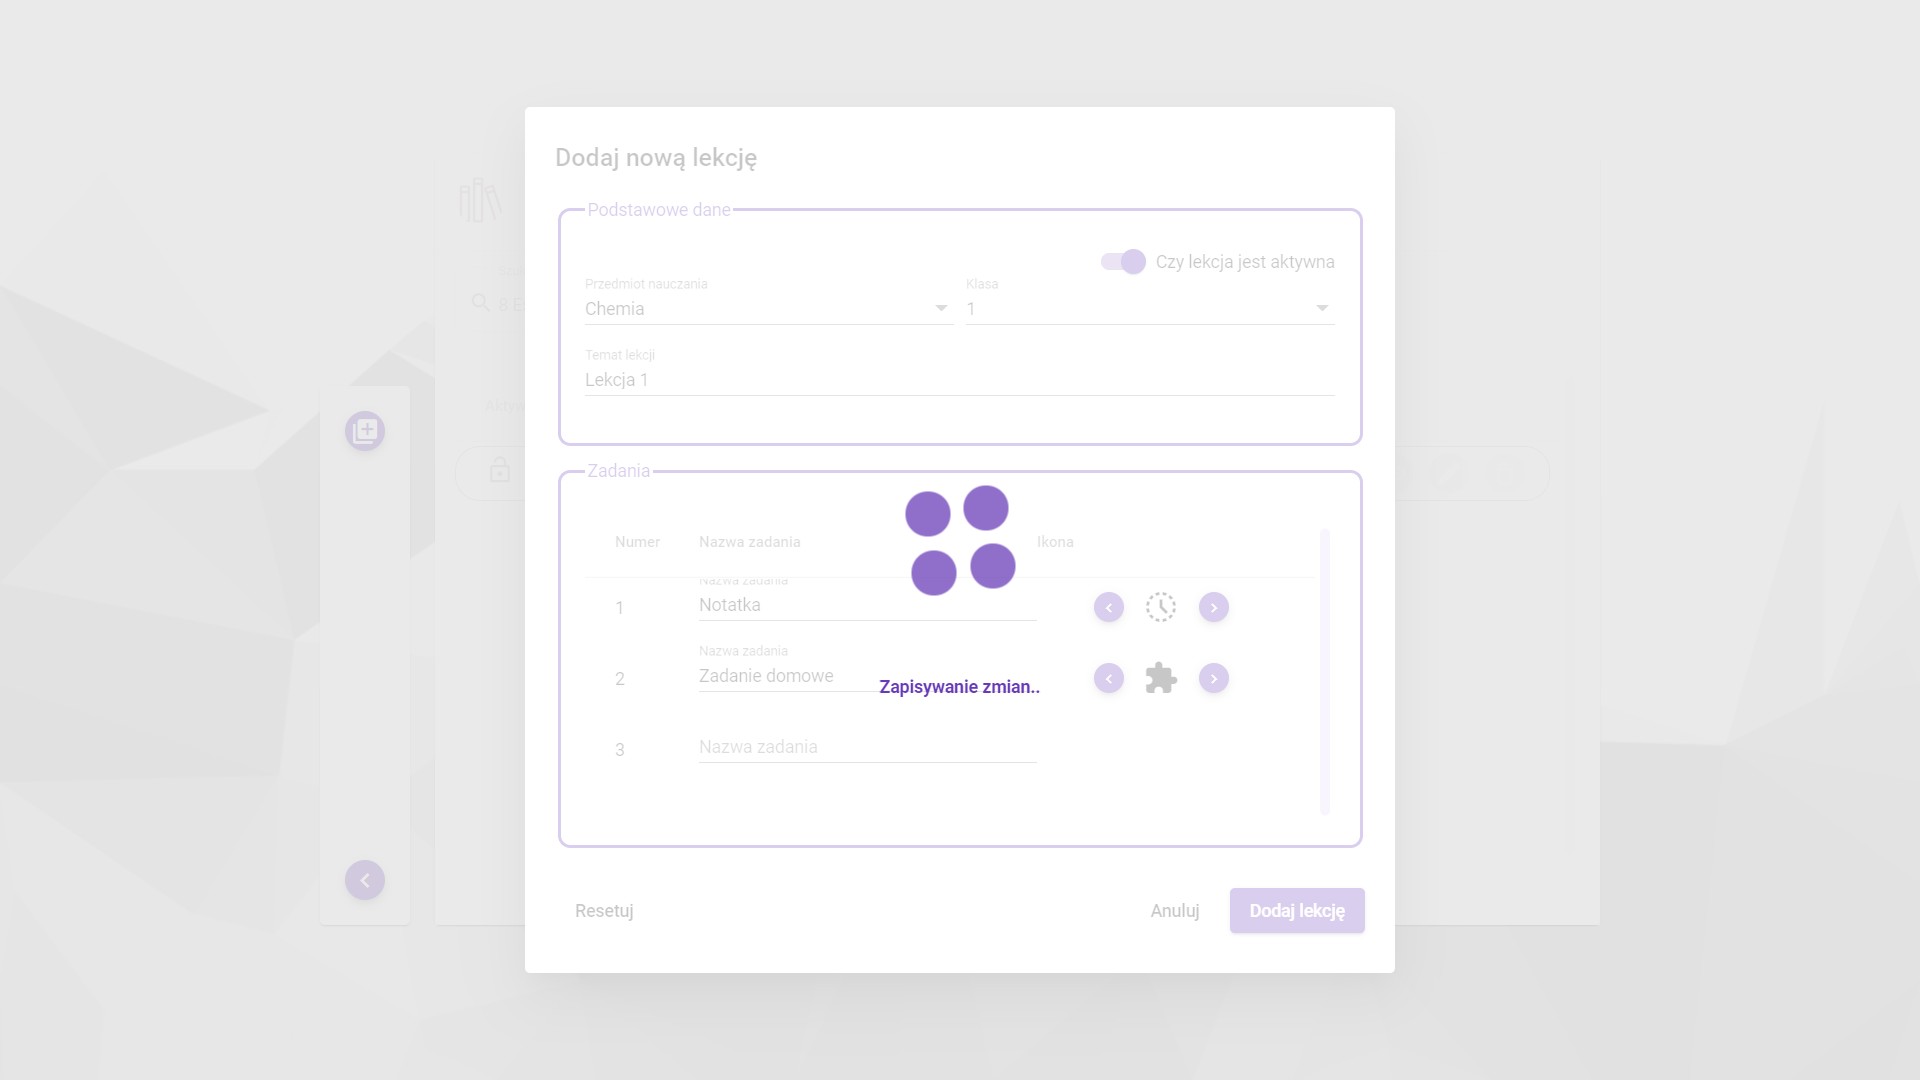 Dodaj nową lekcję
Podstawowe dane
Czy lekcja jest aktywna
Przedmiot nauczania
Klasa
Chemia
1
Temat lekcji
Lekcja 1
Zadania
Numer
Nazwa zadania
Ikona
Nazwa zadania
1
Notatka
Nazwa zadania
2
Zadanie domowe
Zapisywanie zmian..
3
Nazwa zadania
Resetuj
Anuluj
Dodaj lekcję